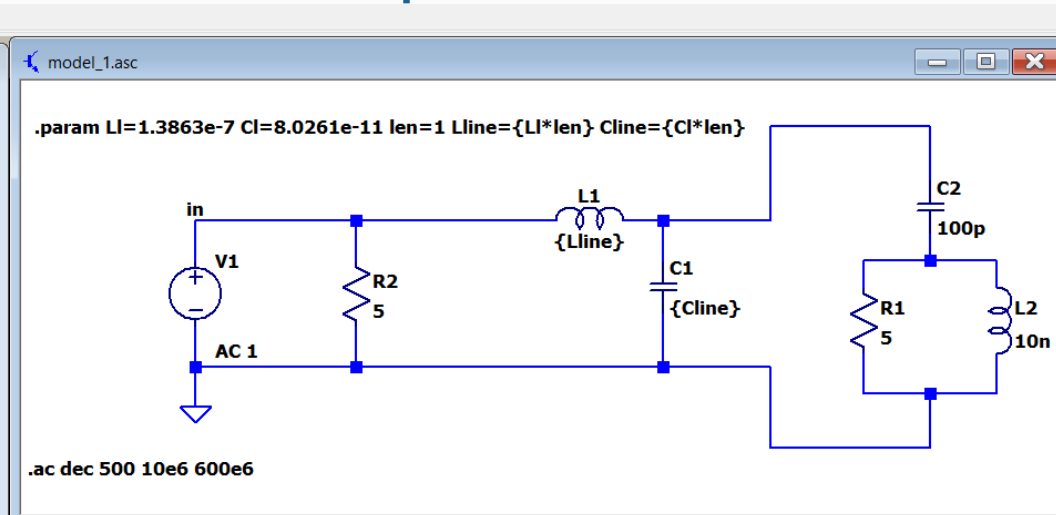 model_1.asc
.param Ll=1.3863e-7 Cl=8.0261e-11 len=1 Lline={Ll*len} Cline={Cl*len}
in
V1
AC 1
R2
5
L1
{Lline}
C1
{Cline}
C2
100p
R1
5
L2
10n
.ac dec 500 10e6 600e6